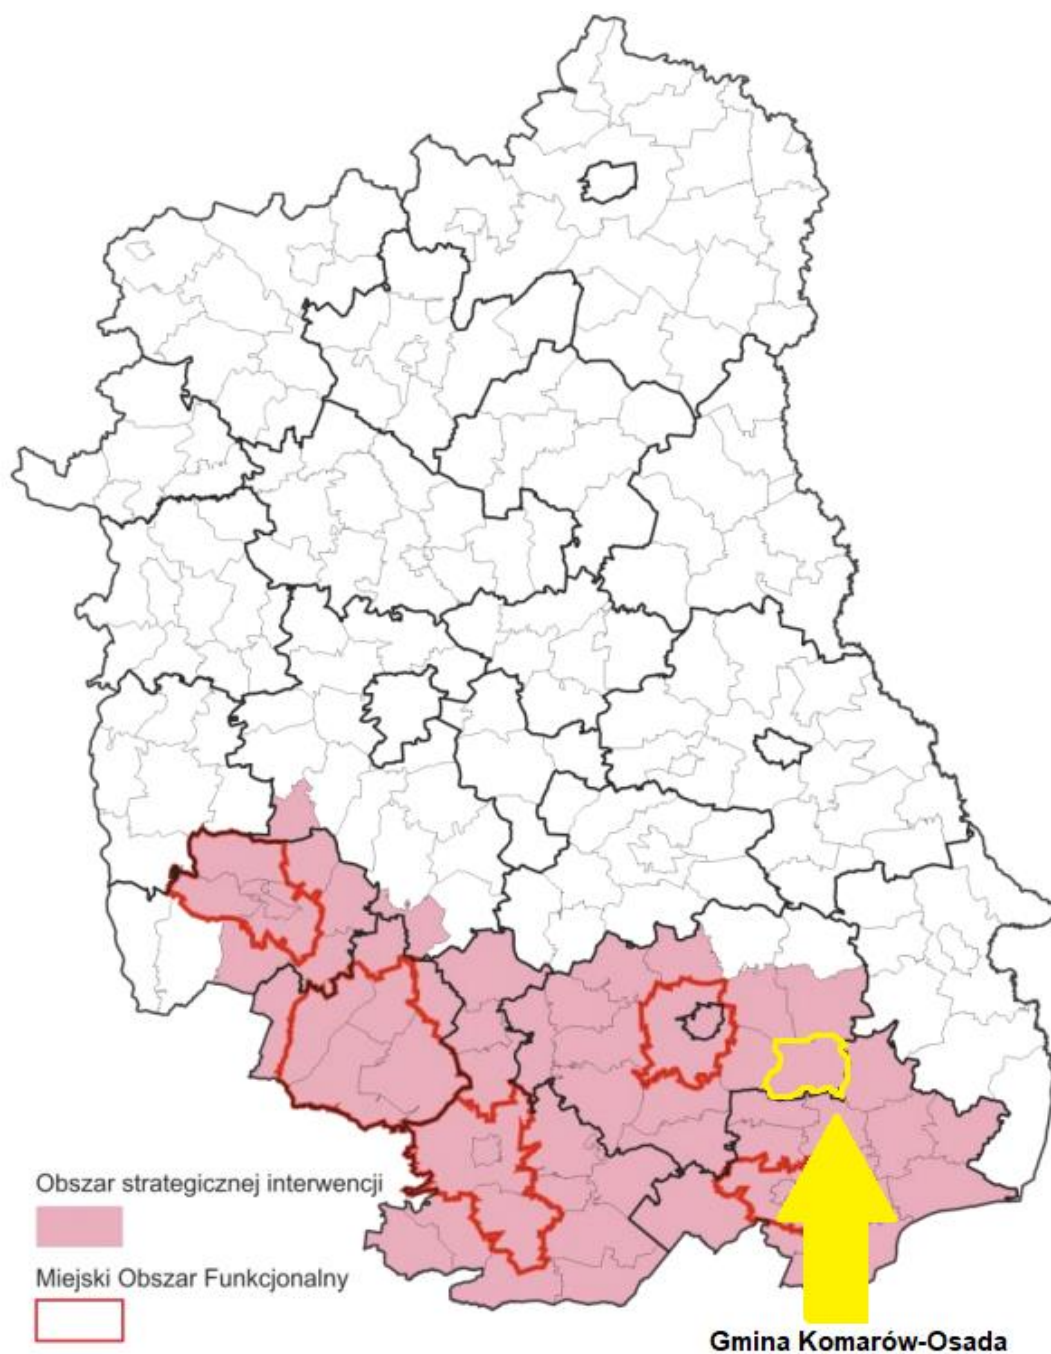 Obszar strategicznej interwencji
Miejski Obszar Funkcjonalny
Gmina Komarów-Osada